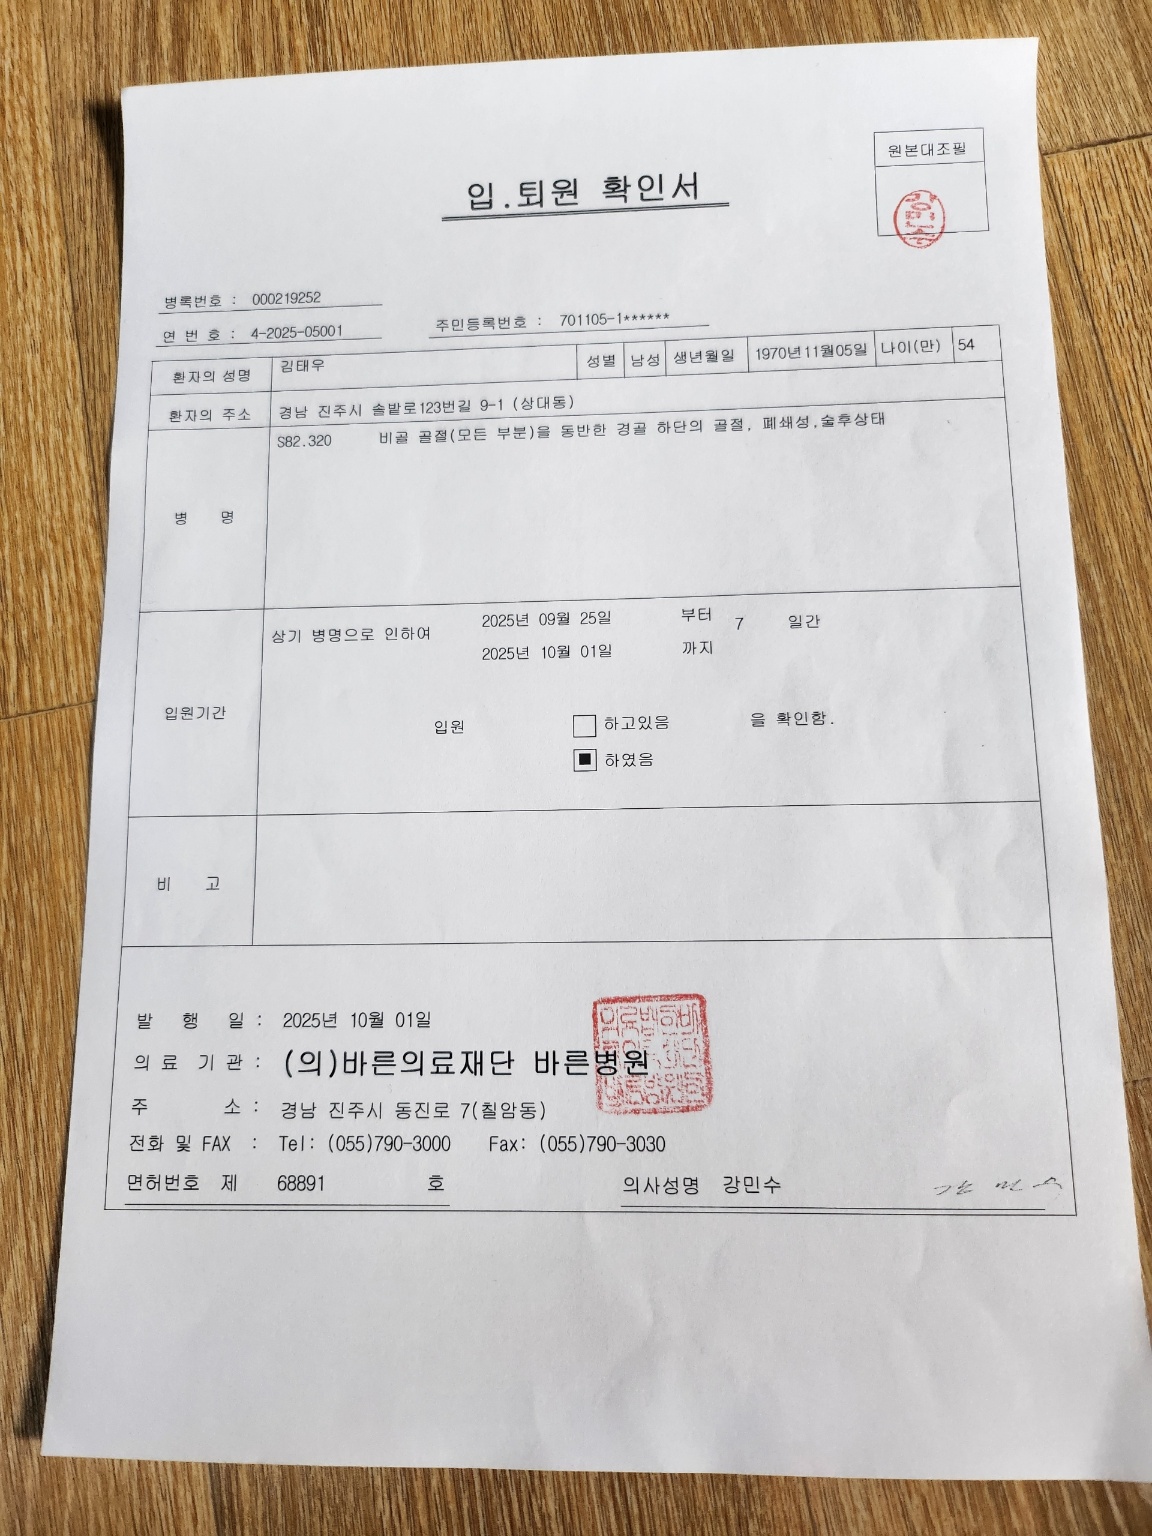 원본대조필
입.퇴원 확인서
병록번호 : 000219252
연 번 호 : 4-2025-05001 주민등록번호 : 701105-1******
환자의 성명 김태우 성별 남성 생년월일 1970년11월05일 나이(만) 54
환자의 주소 경남 진주시 솔밭로123번길 9-1 (상대동)
병 명 S82.320 비골 골절(모든 부분)을 동반한 경골 하단의 골절, 폐쇄성,술후상태
입원기간 상기 병명으로 인하여 2025년 09월 25일 부터 7 일간
2025년 10월 01일 까지
입원 하고있음 을 확인함.
하였음
비 고
발 행 일 : 2025년 10월 01일
의 료 기 관 : (의)바른의료재단 바른병원
주 소 : 경남 진주시 동진로 7(칠암동)
전화 및 FAX : Tel: (055)790-3000 Fax: (055)790-3030
면허번호 제 68891 호 의사성명 강민수